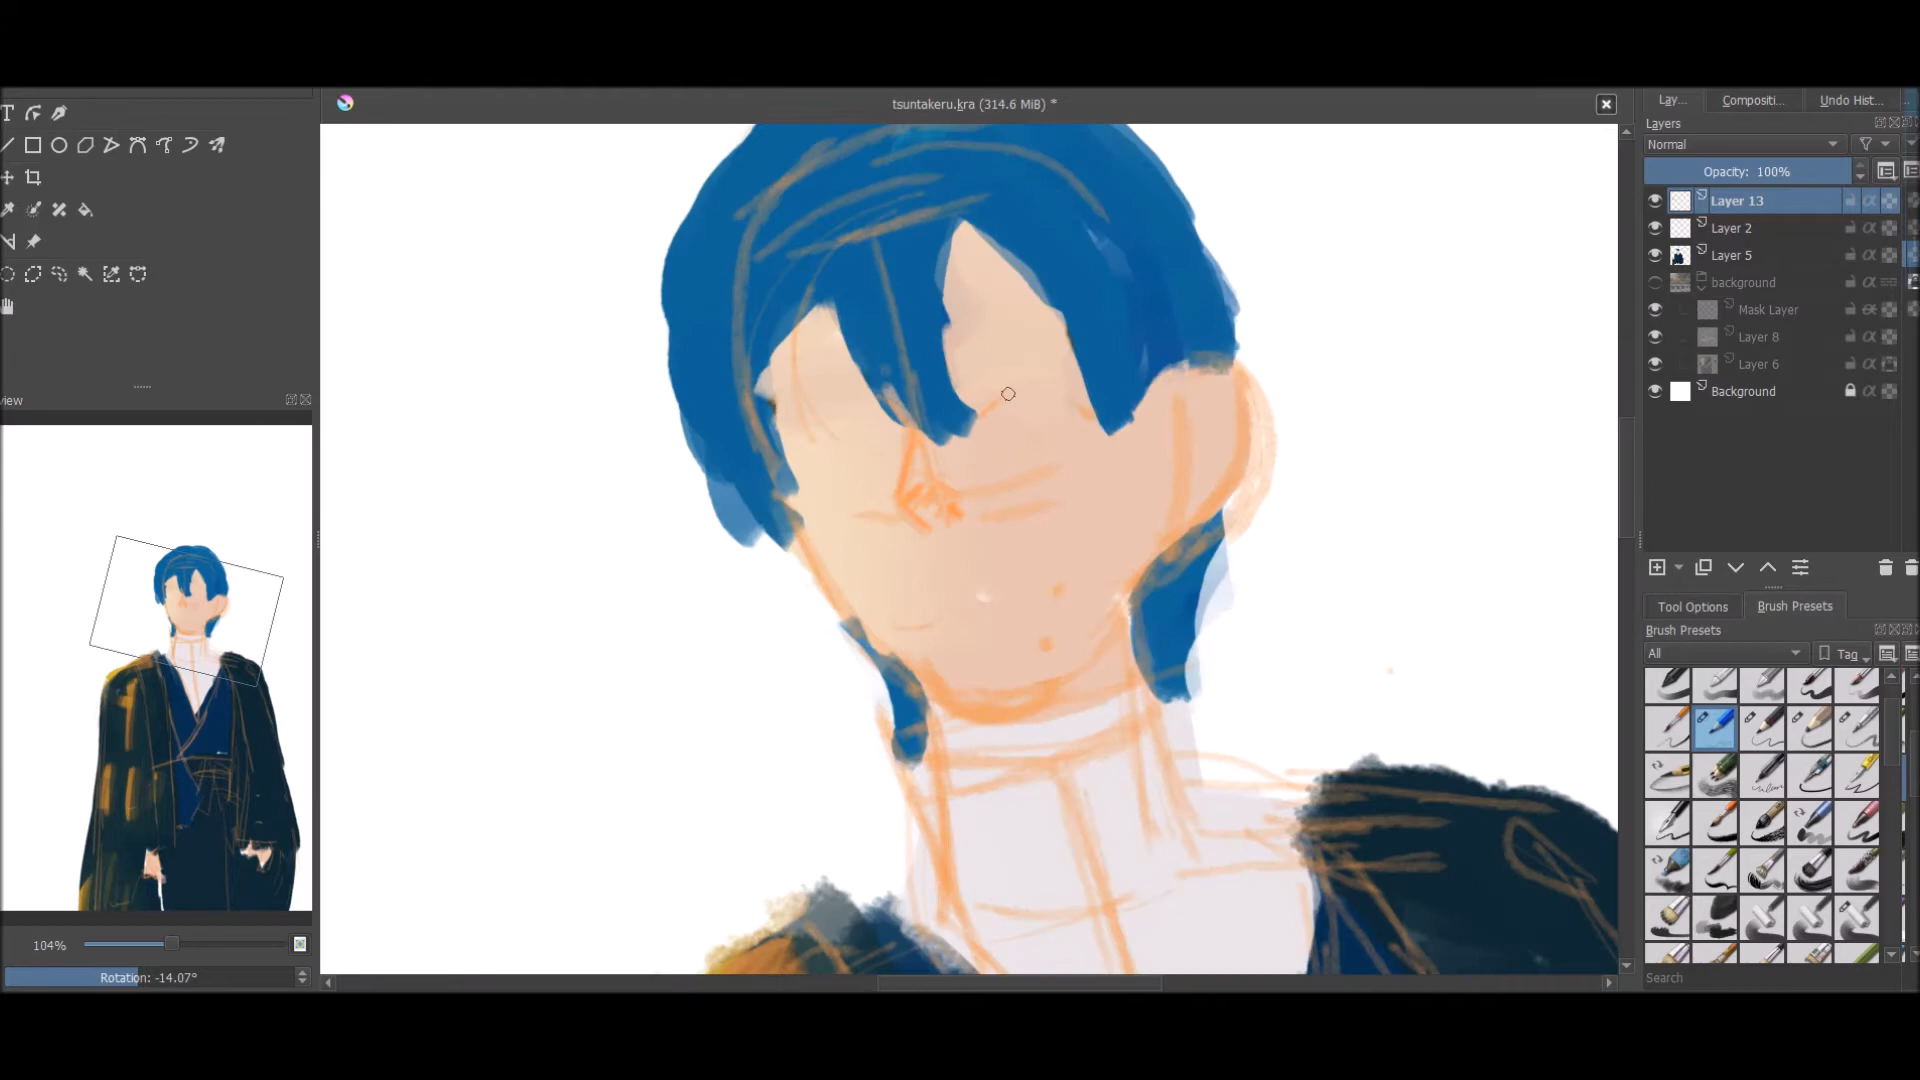 tsuntakeru.kra (314.6 MiB) *
Lay...
Compositi...
Undo Hist...
Layers
Normal
Opacity: 100%
Layer 13
Layer 2
Layer 5
background
Mask Layer
Layer 8
Layer 6
Background
view
Tool Options
Brush Presets
Brush Presets
All
Tag
104%
Rotation: -14.07°
Search